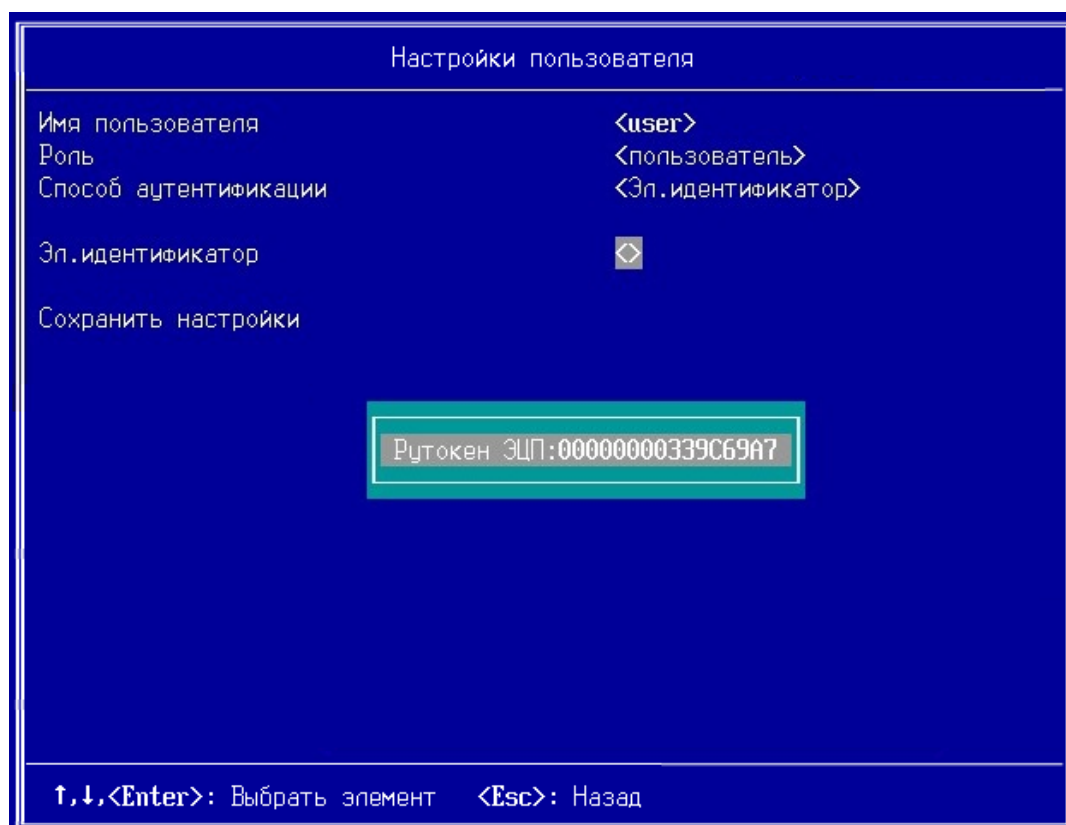 Настройки пользователя
Имя пользователя <user>
Роль <пользователь>
Способ аутентификации <Эл.идентификатор>
Эл.идентификатор <>
Сохранить настройки
Рутокен ЭЦП:00000000339C69A7
↑,↓,<Enter>: Выбрать элемент <Esc>: Назад